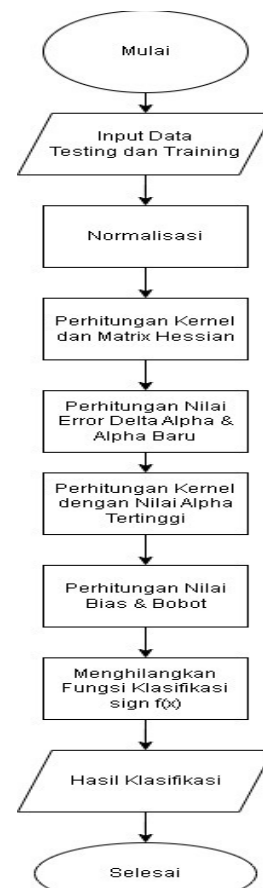 Mulai
Input Data
Testing dan Training
Normalisasi
Perhitungan Kernel
dan Matrix Hessian
Perhitungan Nilai
Error Delta Alpha &
Alpha Baru
Perhitungan Kernel
dengan Nilai Alpha
Tertinggi
Perhitungan Nilai
Bias & Bobot
Menghilangkan
Fungsi Klasifikasi
sign f(x)
Hasil Klasifikasi
Selesai